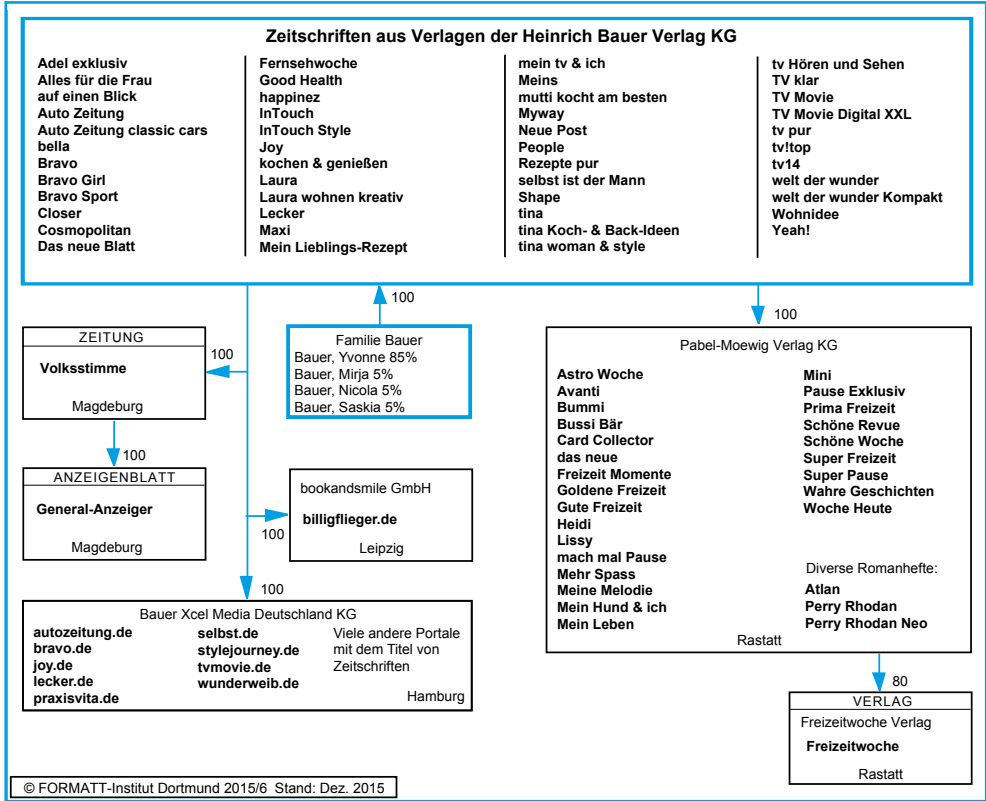 Zeitschriften aus Verlagen der Heinrich Bauer Verlag KG
Adel exklusiv
Alles für die Frau
auf einen Blick
Auto Zeitung
Auto Zeitung classic cars
bella
Bravo
Bravo Girl
Bravo Sport
Closer
Cosmopolitan
Das neue Blatt
Fernsehwoche
Good Health
happinez
InTouch
InTouch Style
Joy
kochen & genießen
Laura
Laura wohnen kreativ
Lecker
Maxi
Mein Lieblings-Rezept
mein tv & ich
Meins
mutti kocht am besten
Myway
Neue Post
People
Rezepte pur
selbst ist der Mann
Shape
tina
tina Koch- & Back-Ideen
tina woman & style
tv Hören und Sehen
TV klar
TV Movie
TV Movie Digital XXL
tv pur
tv!top
tv14
welt der wunder
welt der wunder Kompakt
Wohnidee
Yeah!
100
100
ZEITUNG
Volksstimme
Magdeburg
100
Familie Bauer
Bauer, Yvonne 85%
Bauer, Mirja 5%
Bauer, Nicola 5%
Bauer, Saskia 5%
100
ANZEIGENBLATT
General-Anzeiger
Magdeburg
bookandsmile GmbH
billigflieger.de
Leipzig
100
100
Bauer Xcel Media Deutschland KG
autozeitung.de
bravo.de
joy.de
lecker.de
praxisvita.de
selbst.de
stylejourney.de
tvmovie.de
wunderweib.de
Viele andere Portale
mit dem Titel von
Zeitschriften
Hamburg
Pabel-Moewig Verlag KG
Astro Woche
Avanti
Bummi
Bussi Bär
Card Collector
das neue
Freizeit Momente
Goldene Freizeit
Gute Freizeit
Heidi
Lissy
mach mal Pause
Mehr Spass
Meine Melodie
Mein Hund & ich
Mein Leben
Mini
Pause Exklusiv
Prima Freizeit
Schöne Revue
Schöne Woche
Super Freizeit
Super Pause
Wahre Geschichten
Woche Heute
Diverse Romanhefte:
Atlan
Perry Rhodan
Perry Rhodan Neo
Rastatt
80
VERLAG
Freizeitwoche Verlag
Freizeitwoche
Rastatt
© FORMATT-Institut Dortmund 2015/6 Stand: Dez. 2015